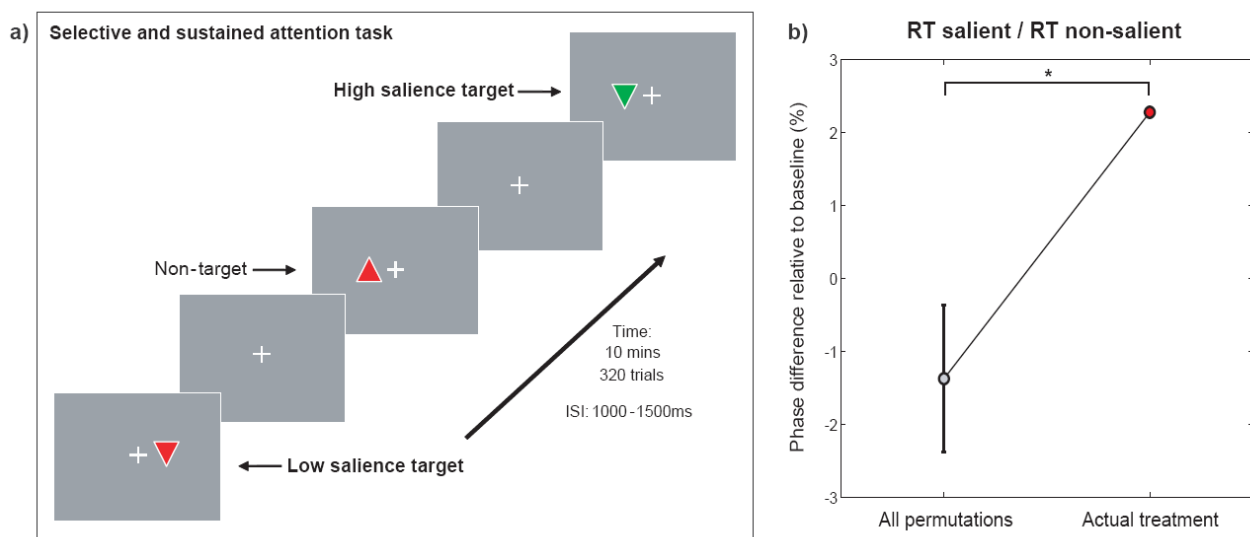 a)
Selective and sustained attention task
High salience target
Non-target
Time:
10 mins
320 trials
ISI: 1000-1500ms
Low salience target
b)
RT salient / RT non-salient
*
Phase difference relative to baseline (%)
3
2
1
0
-1
-2
-3
All permutations
Actual treatment